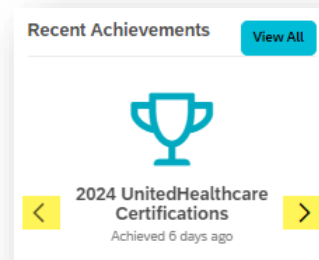 Recent Achievements
View All
2024 UnitedHealthcare
Certifications
Achieved 6 days ago